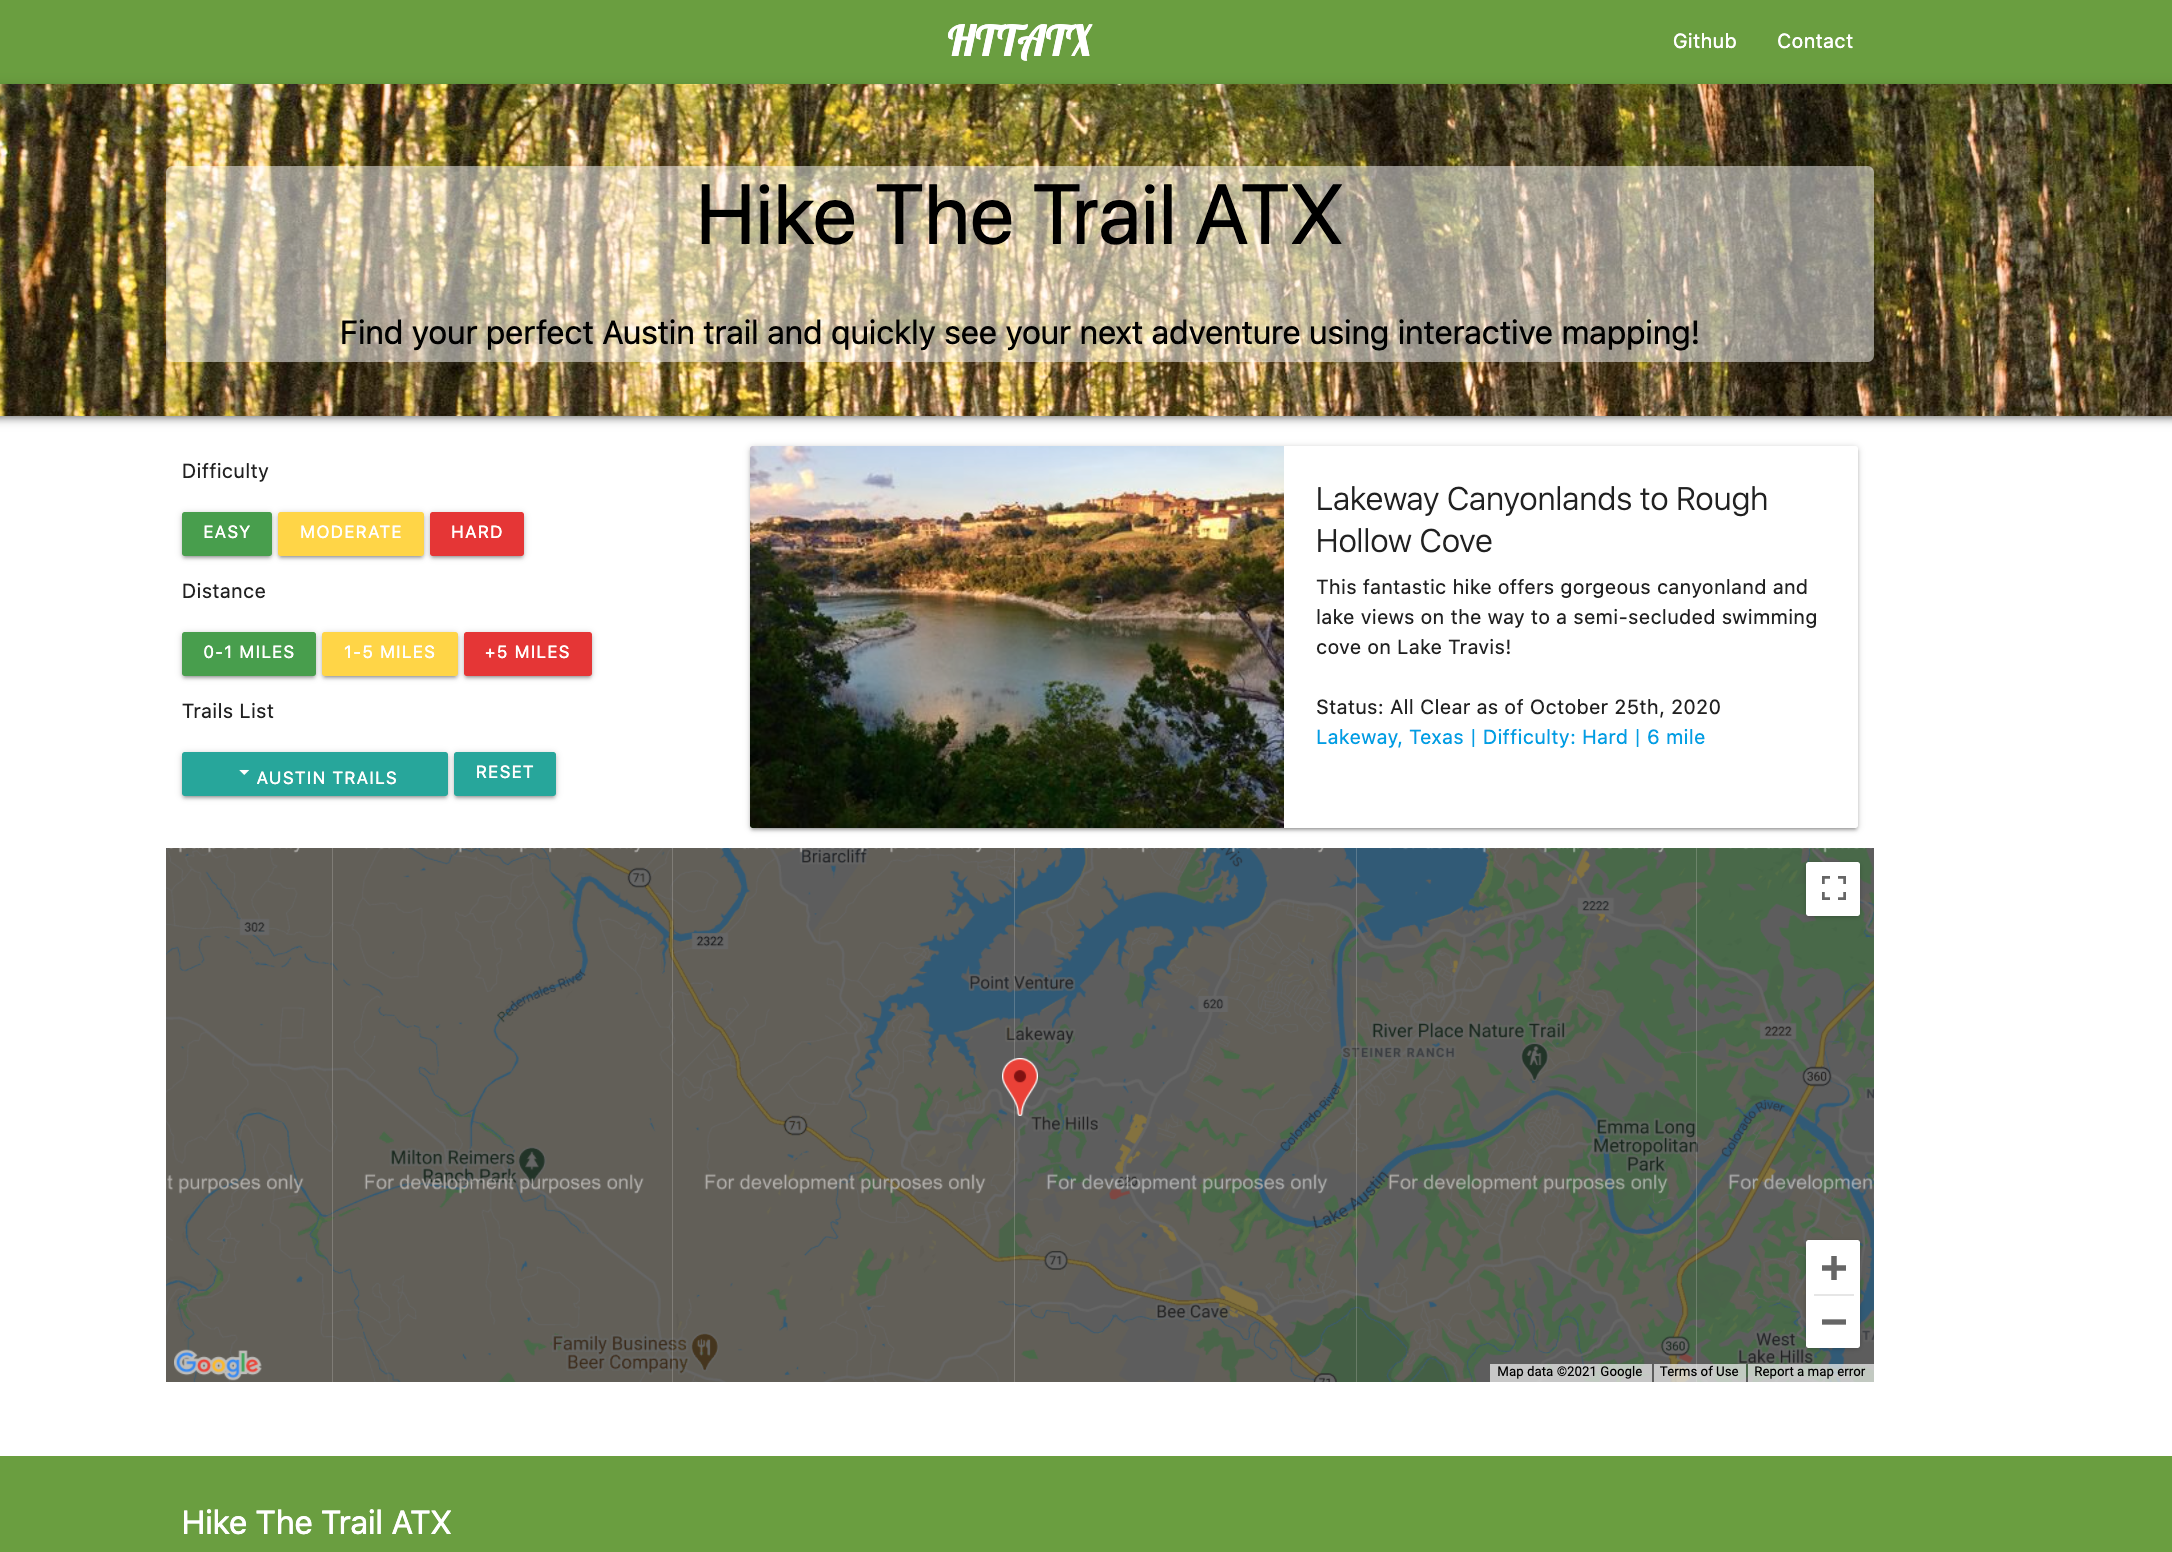 HTTATX
Github
Contact
Hike The Trail ATX
Find your perfect Austin trail and quickly see your next adventure using interactive mapping!
Difficulty
EASY
MODERATE
HARD
Distance
0-1 MILES
1-5 MILES
+5 MILES
Trails List
AUSTIN TRAILS
RESET
Lakeway Canyonlands to Rough
Hollow Cove
This fantastic hike offers gorgeous canyonland and
lake views on the way to a semi-secluded swimming
cove on Lake Travis!
Status: All Clear as of October 25th, 2020
Lakeway, Texas | Difficulty: Hard | 6 mile
Briarcliff
71
2222
302
2322
Point Venture
620
Pedernales River
Lakeway
River Place Nature Trail
2222
STEINER RANCH
360
The Hills
71
Colorado River
Colorado River
Emma Long
Metropolitan
Park
Milton Reimers
Ranch Park
t purposes only
For development purposes only
For development purposes only
For development purposes only
For development purposes only
For developmen
Lake Austin
71
Bee Cave
Family Business
Beer Company
360
West
Lake Hills
71
Google
Map data ©2021 Google
Terms of Use
Report a map error
Hike The Trail ATX